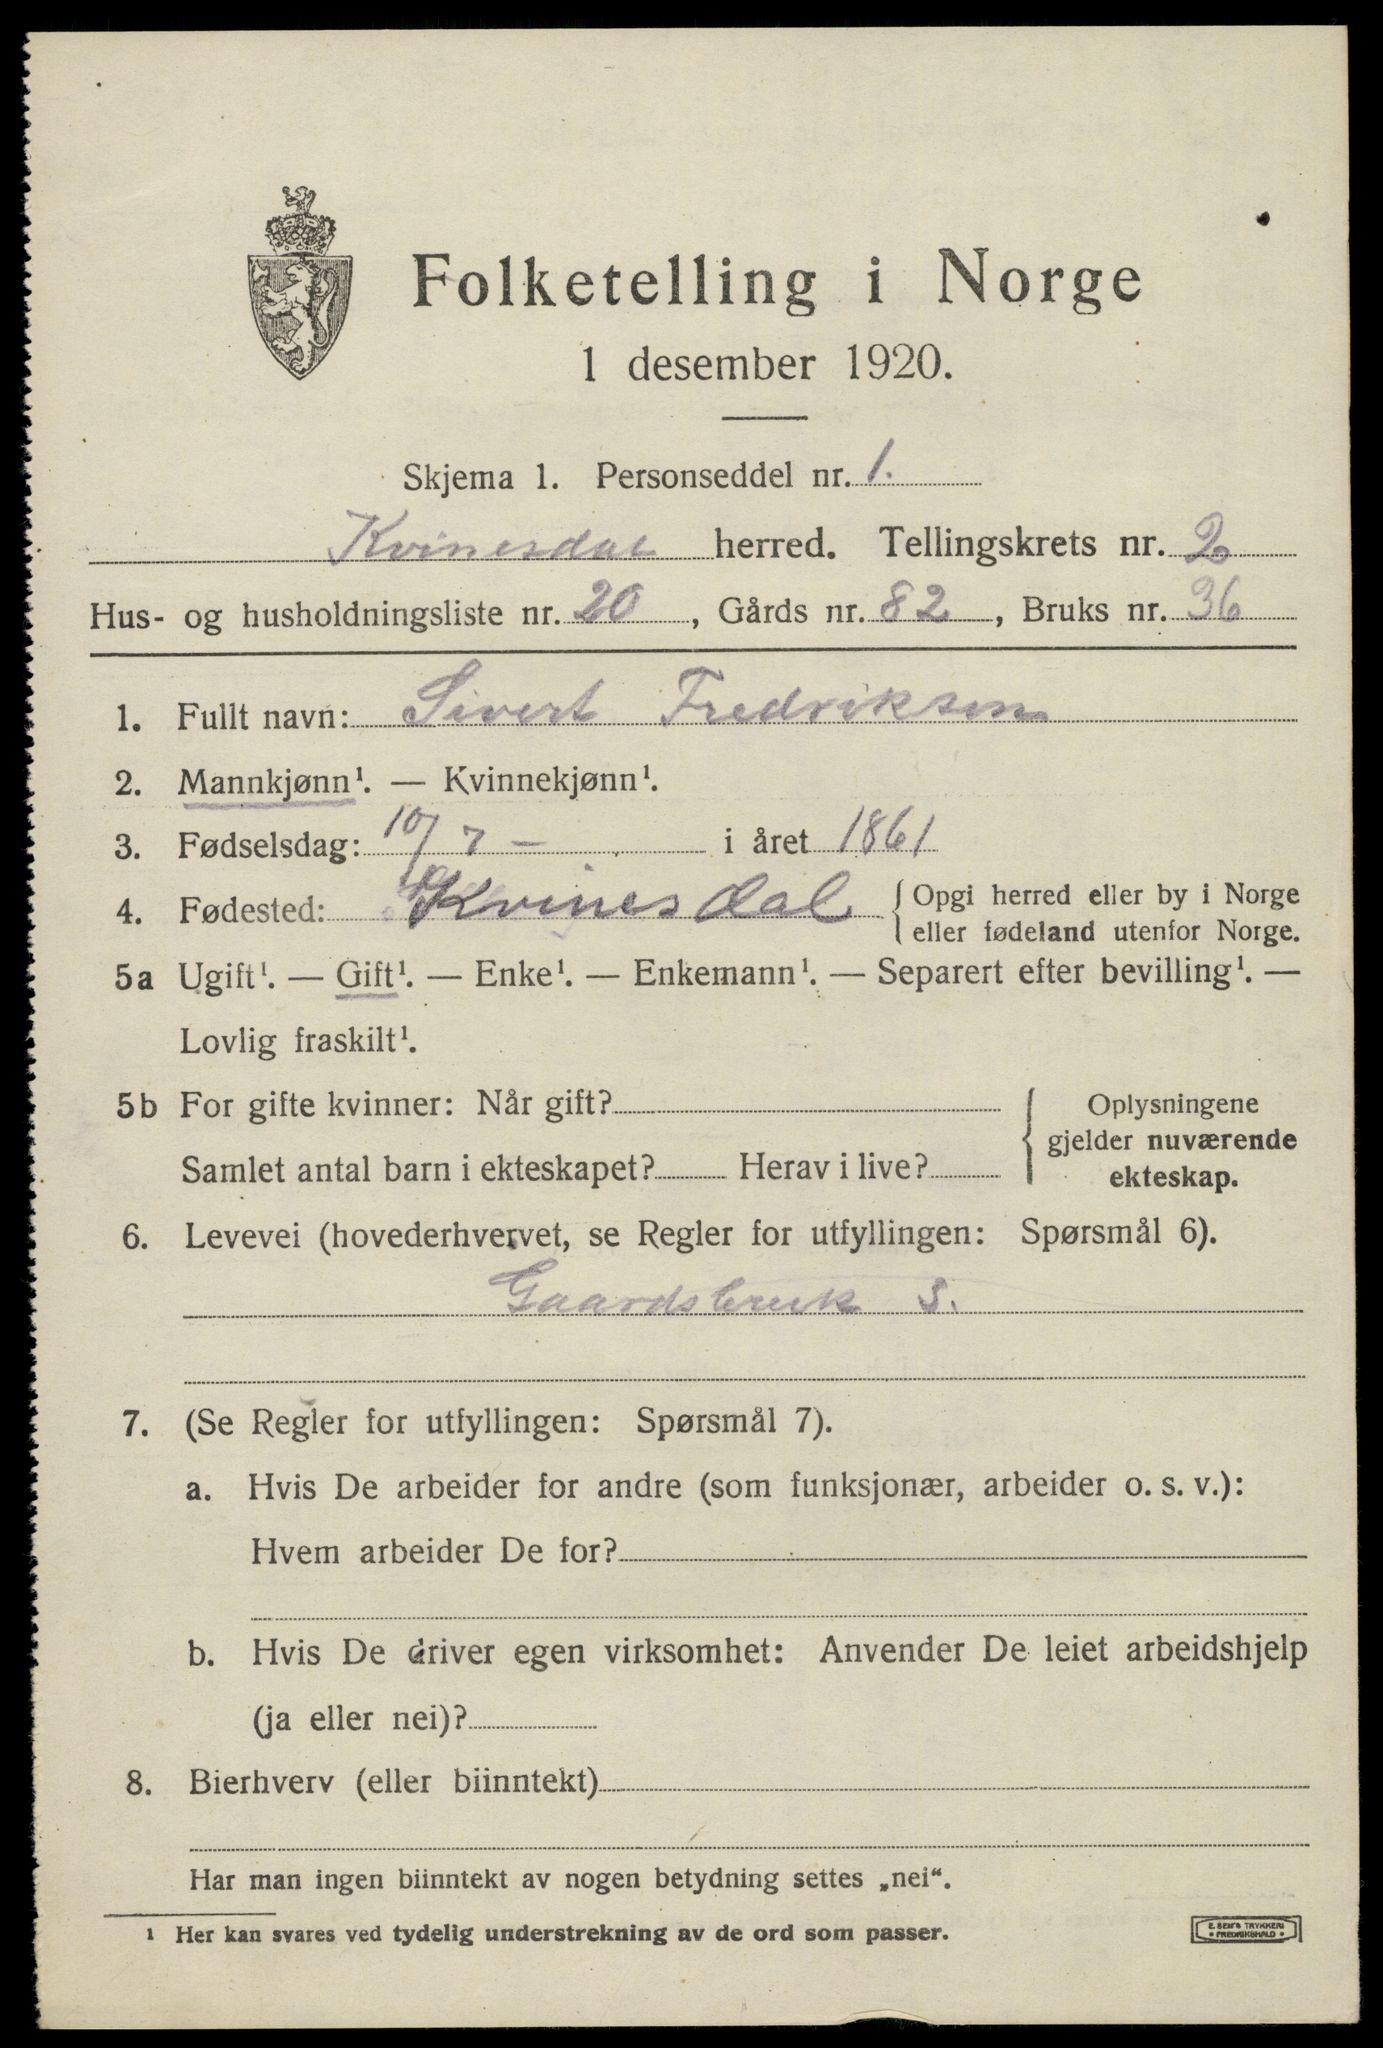 Folketelling i Norge
1 desember 1920.
Skjema 1. Personseddel nr. 1.
Kvinesdal herred. Tellingskrets nr. 2
Hus- og husholdningsliste nr. 20, Gårds nr. 82, Bruks nr. 36
1. Fullt navn: Sivert Fredriksen
2. Mannkjønn¹. — Kvinnekjønn¹.
3. Fødselsdag: 10/7 — i året 1861
4. Fødested: Kvinesdal { Opgi herred eller by i Norge
eller fødeland utenfor Norge.
5a Ugift¹. — Gift¹. — Enke¹. — Enkemann¹. — Separert efter bevilling¹. —
Lovlig fraskilt¹.
5b For gifte kvinner: Når gift?
Samlet antal barn i ekteskapet? Herav i live?
{ Oplysningene
gjelder nuværende
ekteskap.
6. Levevei (hovederhvervet, se Regler for utfyllingen: Spørsmål 6).
Gaardsbruk S.
7. (Se Regler for utfyllingen: Spørsmål 7).
a. Hvis De arbeider for andre (som funksjonær, arbeider o. s. v.):
Hvem arbeider De for?
b. Hvis De driver egen virksomhet: Anvender De leiet arbeidshjelp
(ja eller nei)?
8. Bierhverv (eller biinntekt)
Har man ingen biinntekt av nogen betydning settes „nei“.
¹ Her kan svares ved tydelig understrekning av de ord som passer.
E. SEM'S TRYKKERI
• FREDRIKSHALD •